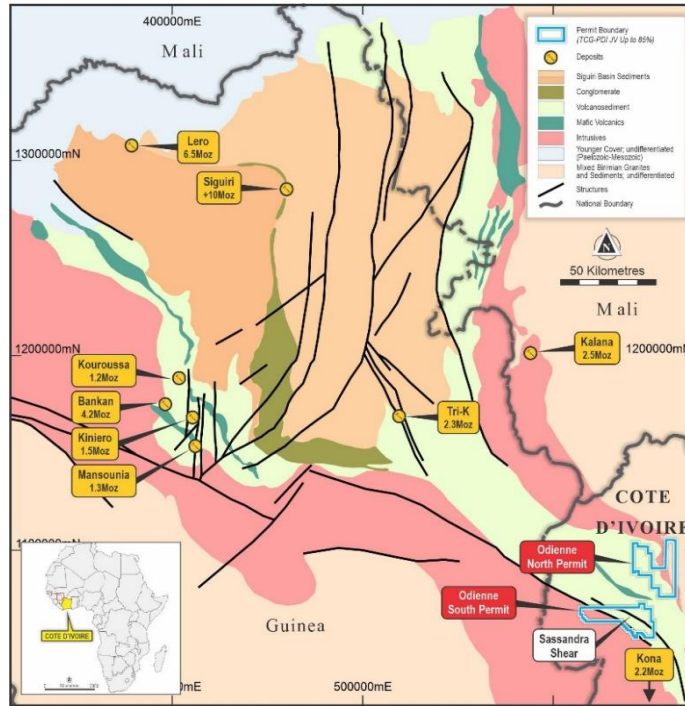 400000mE
Mali
1300000mN
Lero
6.5Moz
Siguiri
+10Moz
Permit Boundary
(TCG-PDI JV Up to 85%)
Deposits
Siguin Basin Sediments
Conglomerate
Volcanosediment
Mafic Volcanics
Intrusives
Younger Cover; undifferentiated
(Paelozoic-Mesozoic)
Mixed Birimian Granites
and Sediments; undifferentiated
Structures
National Boundary
N
50 Kilometres
Mali
1200000mN
Kalana
2.5Moz
1200000mN
Kouroussa
1.2Moz
Bankan
4.2Moz
Kiniero
1.5Moz
Mansounia
1.3Moz
Tri-K
2.3Moz
COTE
D'IVOIRE
1100000mN
Odienne
North Permit
Odienne
South Permit
Sassandra
Shear
Kona
2.2Moz
Guinea
COTE D'IVOIRE
500000mE